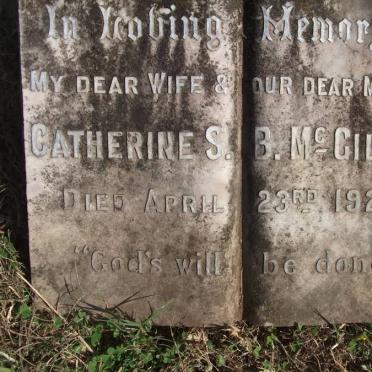 In Loving Memory
MY DEAR WIFE & OUR DEAR M
CATHERINE S. B. McGIL
DIED APRIL 23RD 192
"God's will be done